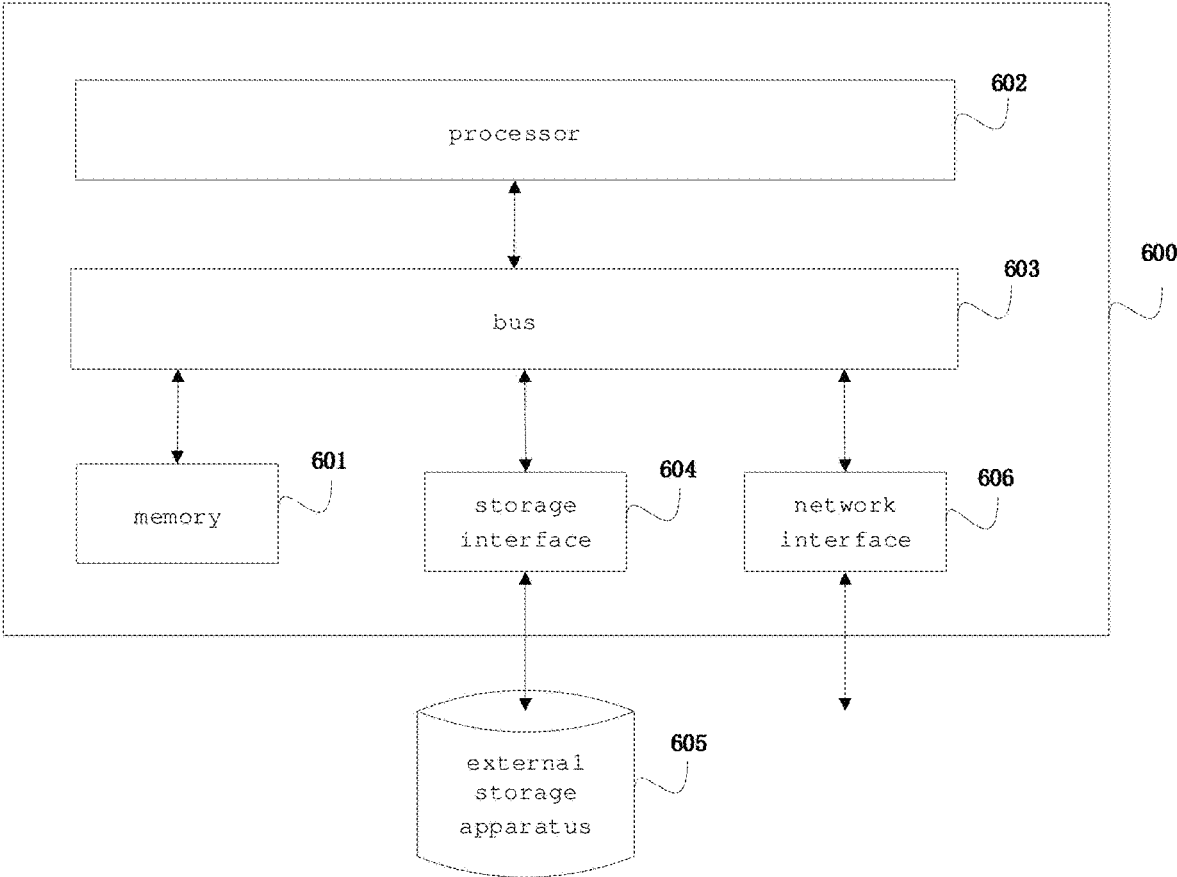 602
processor
603
600
bus
601
604
606
memory
storage
interface
network
interface
605
external
storage
apparatus